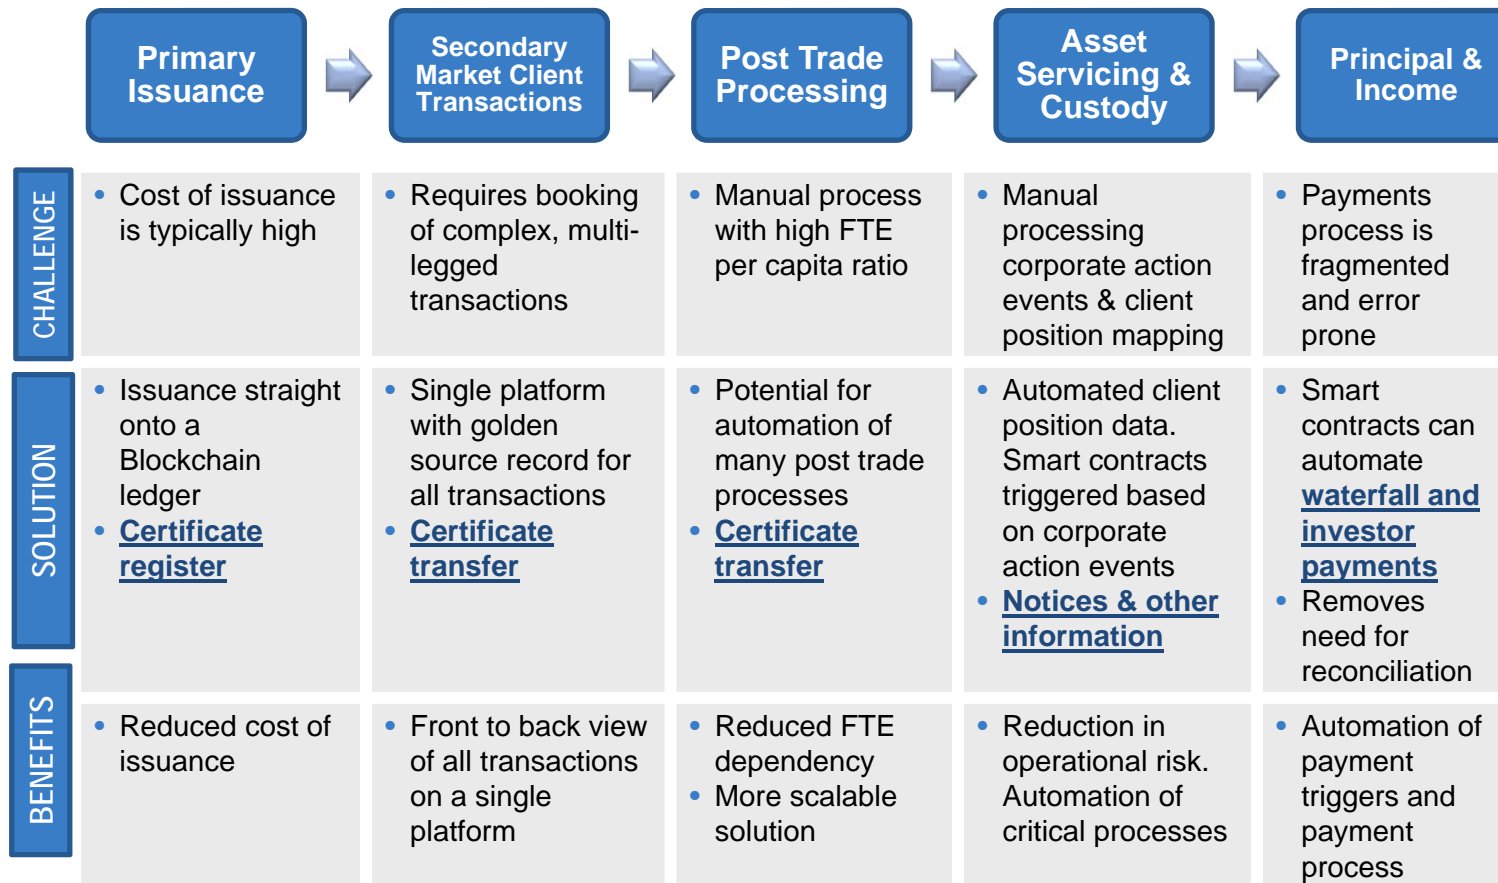 Primary
Issuance
Secondary
Market Client
Transactions
Post Trade
Processing
Asset
Servicing &
Custody
Principal &
Income
CHALLENGE
• Cost of issuance
is typically high
• Requires booking
of complex, multi-
legged
transactions
• Manual process
with high FTE
per capita ratio
• Manual
processing
corporate action
events & client
position mapping
• Payments
process is
fragmented
and error
prone
SOLUTION
• Issuance straight
onto a
Blockchain
ledger
• Certificate
register
• Single platform
with golden
source record for
all transactions
• Certificate
transfer
• Potential for
automation of
many post trade
processes
• Certificate
transfer
• Automated client
position data.
Smart contracts
triggered based
on corporate
action events
• Notices & other
information
• Smart
contracts can
automate
waterfall and
investor
payments
• Removes
need for
reconciliation
BENEFITS
• Reduced cost of
issuance
• Front to back view
of all transactions
on a single
platform
• Reduced FTE
dependency
• More scalable
solution
• Reduction in
operational risk.
Automation of
critical processes
• Automation of
payment
triggers and
payment
process